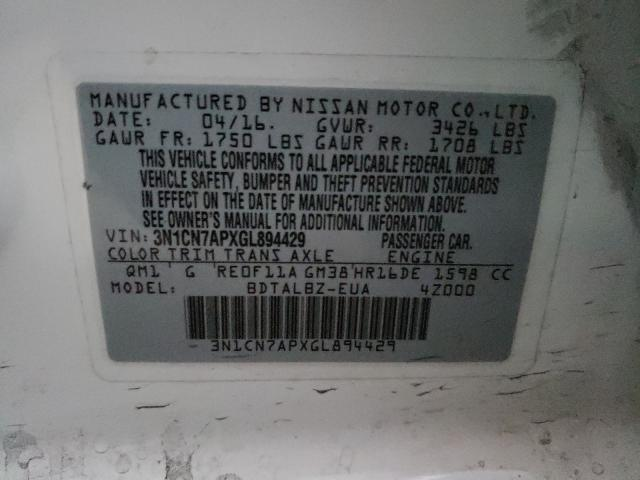 MANUFACTURED BY NISSAN MOTOR CO.,LTD.
DATE: 04/16. GVWR: 3426 LBS
GAWR FR: 1750 LBS GAWR RR: 1708 LBS
THIS VEHICLE CONFORMS TO ALL APPLICABLE FEDERAL MOTOR
VEHICLE SAFETY, BUMPER AND THEFT PREVENTION STANDARDS
IN EFFECT ON THE DATE OF MANUFACTURE SHOWN ABOVE.
SEE OWNER'S MANUAL FOR ADDITIONAL INFORMATION.
VIN: 3N1CN7APXGL894429 PASSENGER CAR.
COLOR TRIM TRANS AXLE ENGINE
QM1 G RE0F11A GM38 HR16DE 1598 CC
MODEL: BDTALBZ-EUA 4Z000
3N1CN7APXGL894429